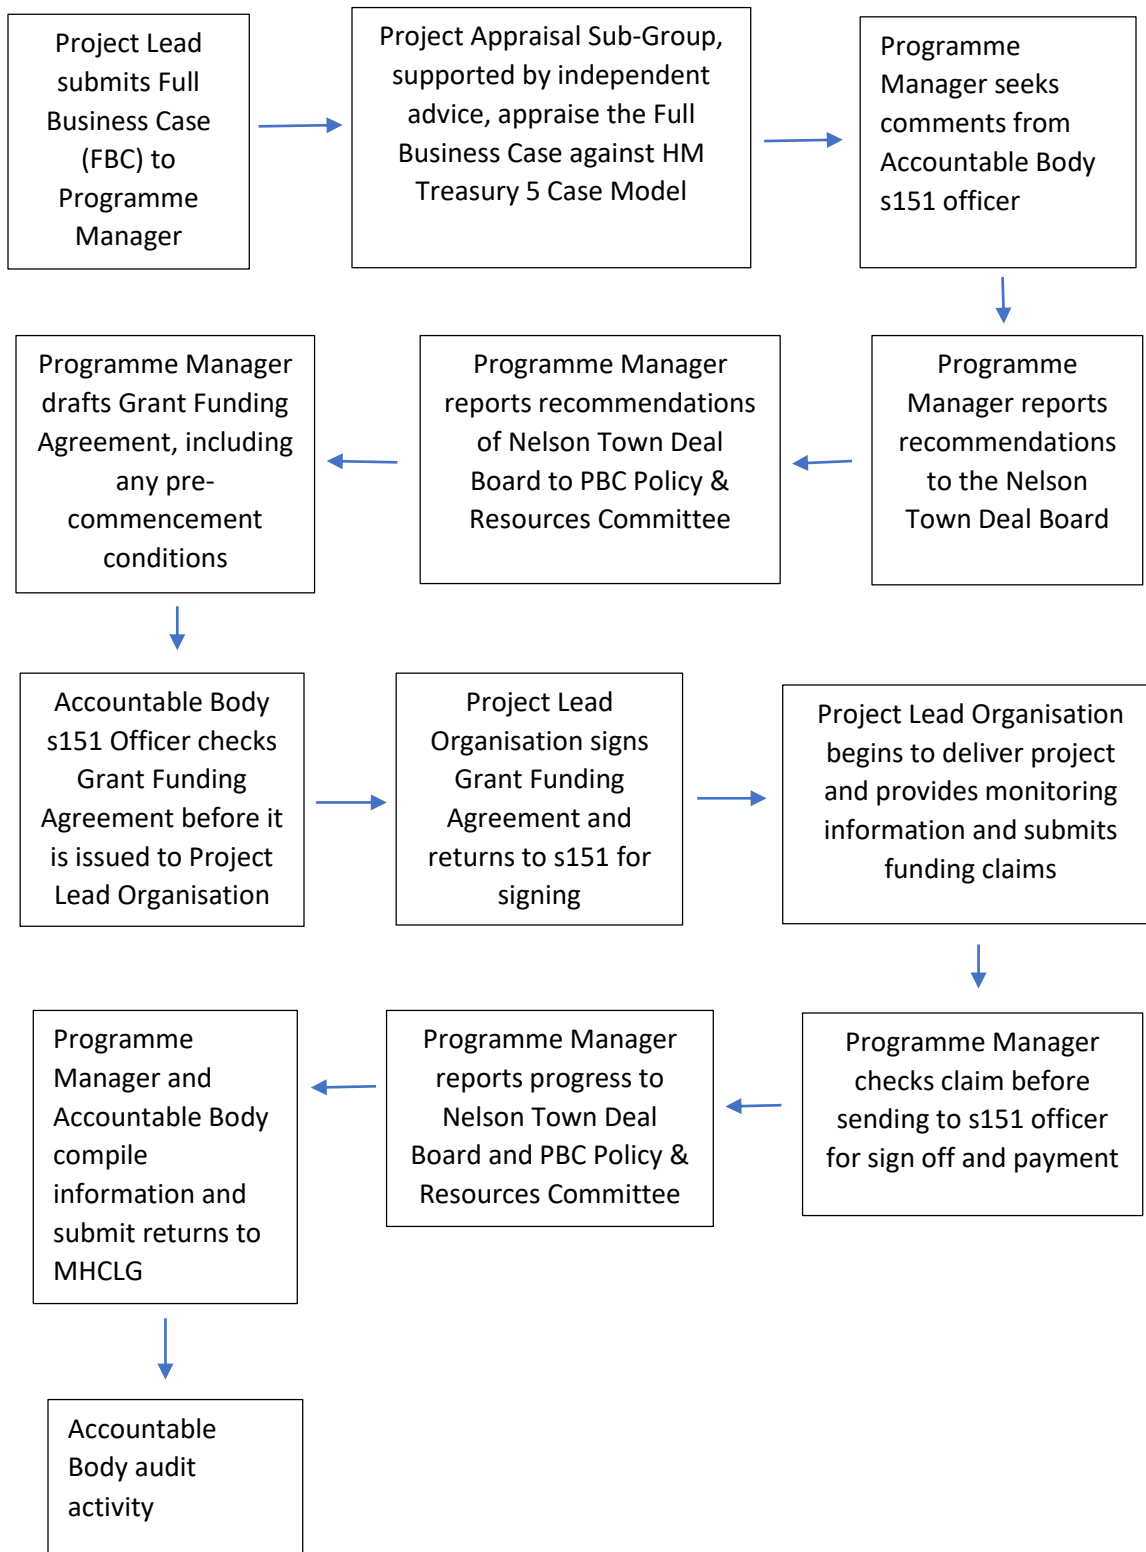 Project Lead
submits Full
Business Case
(FBC) to
Programme
Manager
Project Appraisal Sub-Group,
supported by independent
advice, appraise the Full
Business Case against HM
Treasury 5 Case Model
Programme
Manager seeks
comments from
Accountable Body
s151 officer
Programme
Manager reports
recommendations
to the Nelson
Town Deal Board
Programme Manager
reports recommendations
of Nelson Town Deal
Board to PBC Policy &
Resources Committee
Programme Manager
drafts Grant Funding
Agreement, including
any pre-
commencement
conditions
Accountable Body
s151 Officer checks
Grant Funding
Agreement before it
is issued to Project
Lead Organisation
Project Lead
Organisation signs
Grant Funding
Agreement and
returns to s151 for
signing
Project Lead Organisation
begins to deliver project
and provides monitoring
information and submits
funding claims
Programme Manager
checks claim before
sending to s151 officer
for sign off and payment
Programme Manager
reports progress to
Nelson Town Deal
Board and PBC Policy &
Resources Committee
Programme
Manager and
Accountable Body
compile
information and
submit returns to
MHCLG
Accountable
Body audit
activity